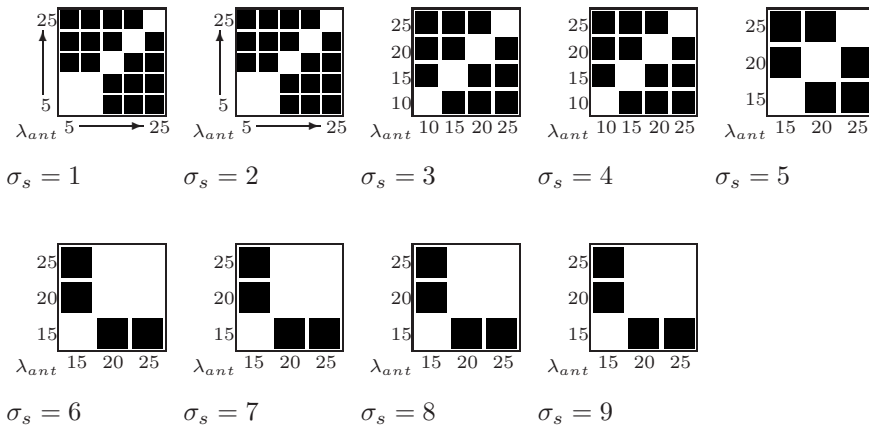 25 25 25 25 25
20 20
15 15 20
5 5 10 10 15
λ_ant 5 25 λ_ant 5 25 λ_ant 10 15 20 25 λ_ant 10 15 20 25 λ_ant 15 20 25
σ_s = 1 σ_s = 2 σ_s = 3 σ_s = 4 σ_s = 5
25 25 25 25
20 20 20 20
15 15 15 15
λ_ant 15 20 25 λ_ant 15 20 25 λ_ant 15 20 25 λ_ant 15 20 25
σ_s = 6 σ_s = 7 σ_s = 8 σ_s = 9